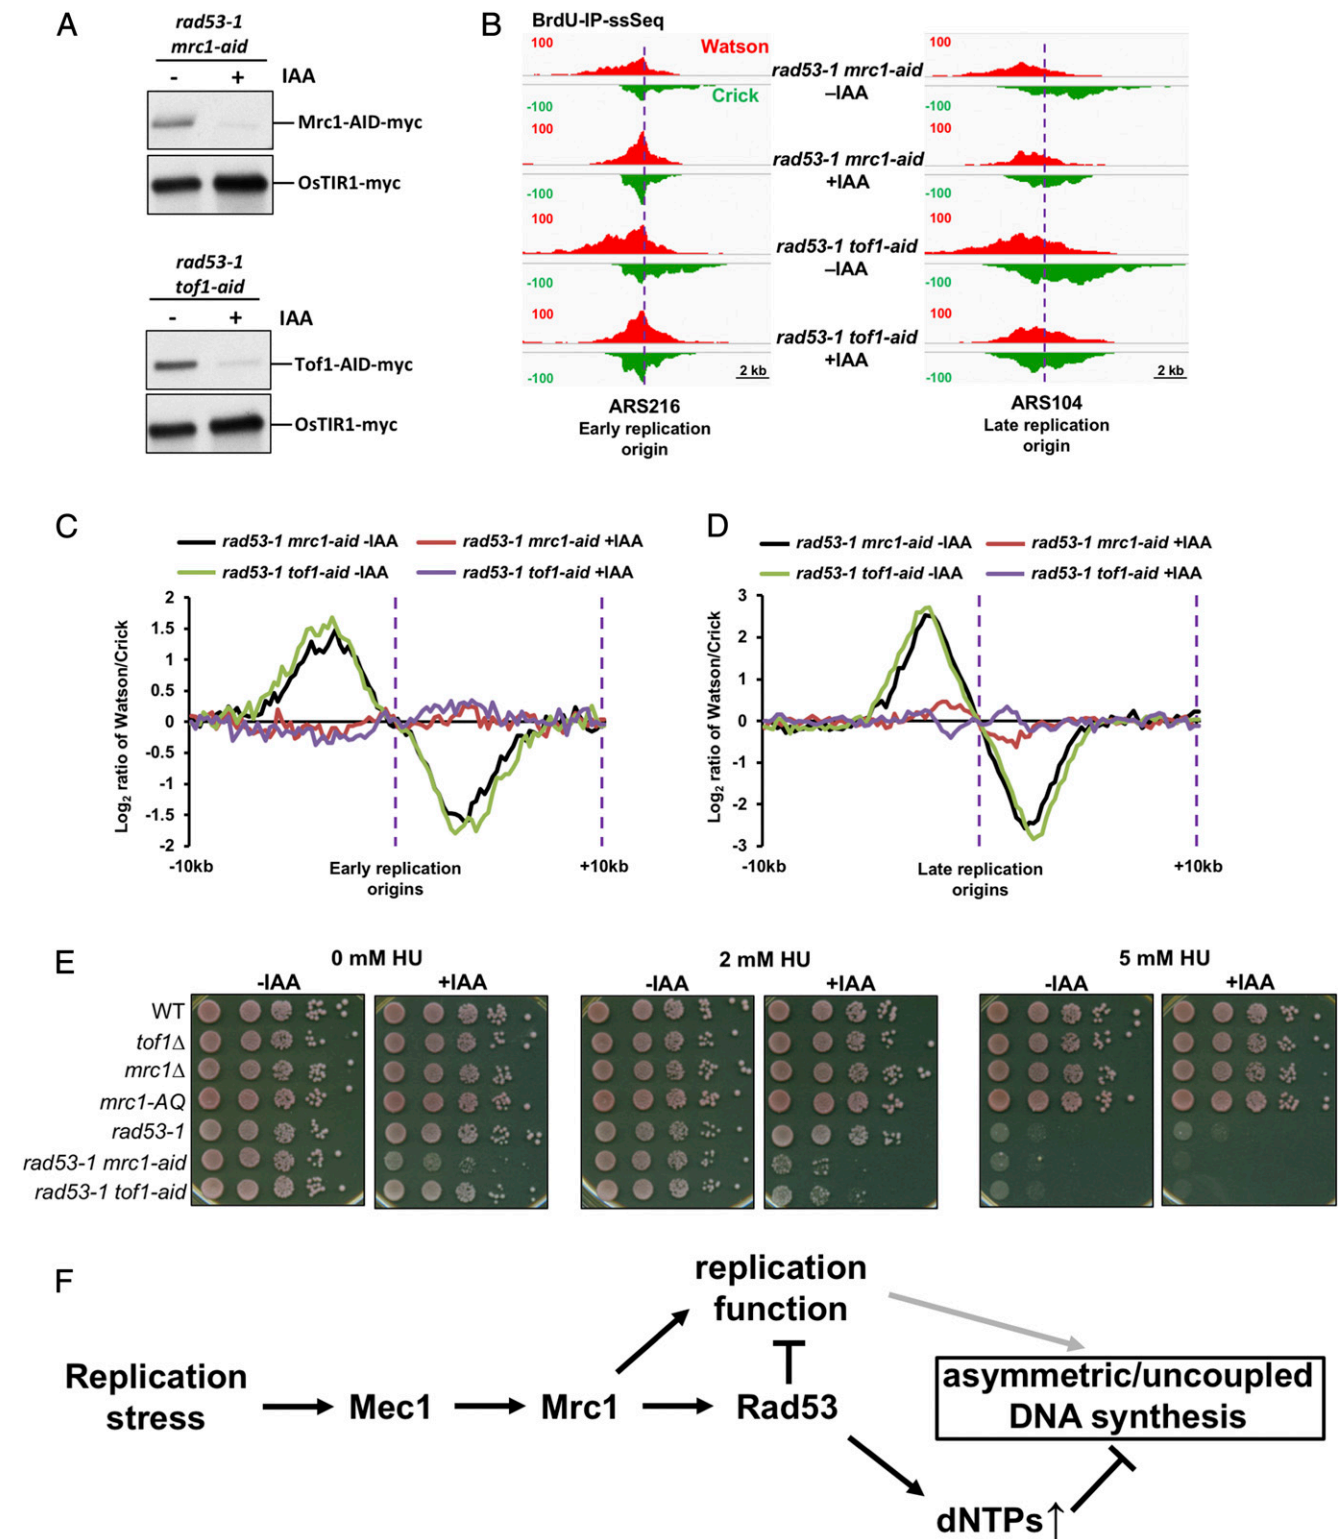 A
rad53-1
mrc1-aid
- + IAA
Mrc1-AID-myc
OsTIR1-myc
rad53-1
tof1-aid
- + IAA
Tof1-AID-myc
OsTIR1-myc
B
BrdU-IP-ssSeq
100
Watson
-100
Crick
100
-100
100
-100
100
-100
2 kb
ARS216
Early replication
origin
rad53-1 mrc1-aid
–IAA
rad53-1 mrc1-aid
+IAA
rad53-1 tof1-aid
–IAA
rad53-1 tof1-aid
+IAA
100
-100
100
-100
100
-100
100
-100
2 kb
ARS104
Late replication
origin
C
rad53-1 mrc1-aid -IAA
rad53-1 mrc1-aid +IAA
rad53-1 tof1-aid -IAA
rad53-1 tof1-aid +IAA
Log2 ratio of Watson/Crick
2
1.5
1
0.5
0
-0.5
-1
-1.5
-2
-10kb
Early replication
origins
+10kb
D
rad53-1 mrc1-aid -IAA
rad53-1 mrc1-aid +IAA
rad53-1 tof1-aid -IAA
rad53-1 tof1-aid +IAA
Log2 ratio of Watson/Crick
3
2
1
0
-1
-2
-3
-10kb
Late replication
origins
+10kb
E
0 mM HU
2 mM HU
5 mM HU
-IAA +IAA -IAA +IAA -IAA +IAA
WT
tof1Δ
mrc1Δ
mrc1-AQ
rad53-1
rad53-1 mrc1-aid
rad53-1 tof1-aid
F
replication
function
Replication
stress
Mec1
Mrc1
Rad53
asymmetric/uncoupled
DNA synthesis
dNTPs↑